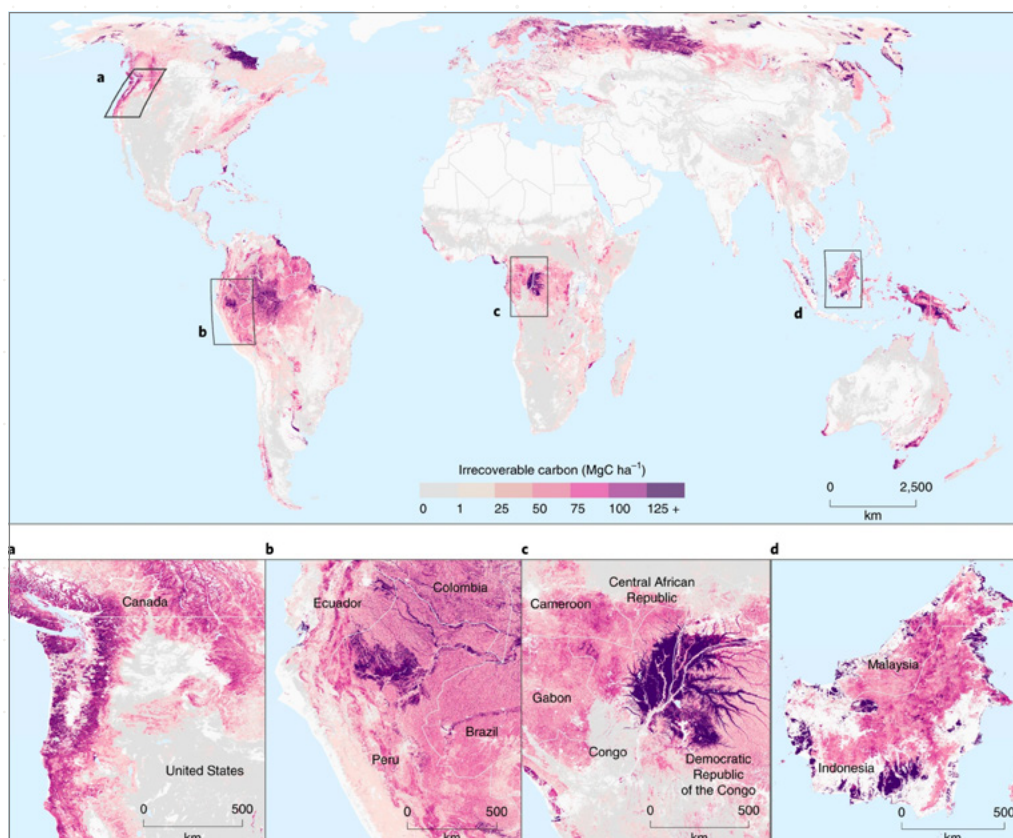 a
b
c
d
Irrecoverable carbon (MgC ha⁻¹)
0 1 25 50 75 100 125 +
0 2,500
km
a
Canada
United States
0 500
km
b
Ecuador
Colombia
Brazil
Peru
0 500
km
c
Central African
Republic
Cameroon
Gabon
Congo
Democratic
Republic
of the Congo
0 500
km
d
Malaysia
Indonesia
0 500
km